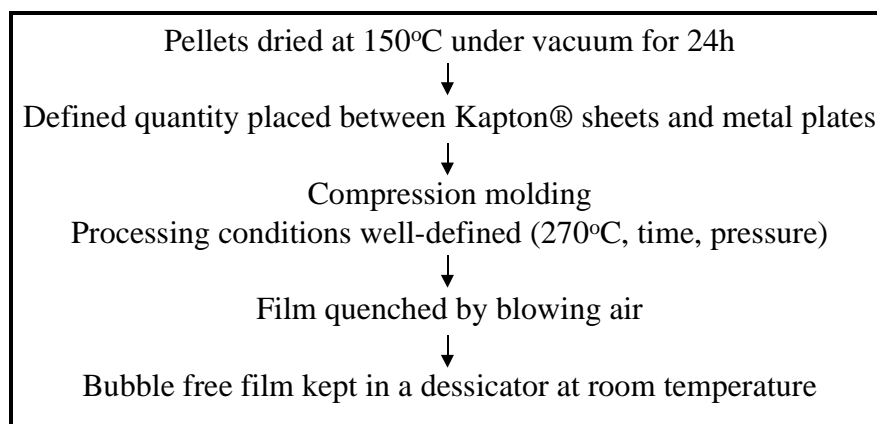 Pellets dried at 150°C under vacuum for 24h
Defined quantity placed between Kapton® sheets and metal plates
Compression molding
Processing conditions well-defined (270°C, time, pressure)
Film quenched by blowing air
Bubble free film kept in a dessicator at room temperature